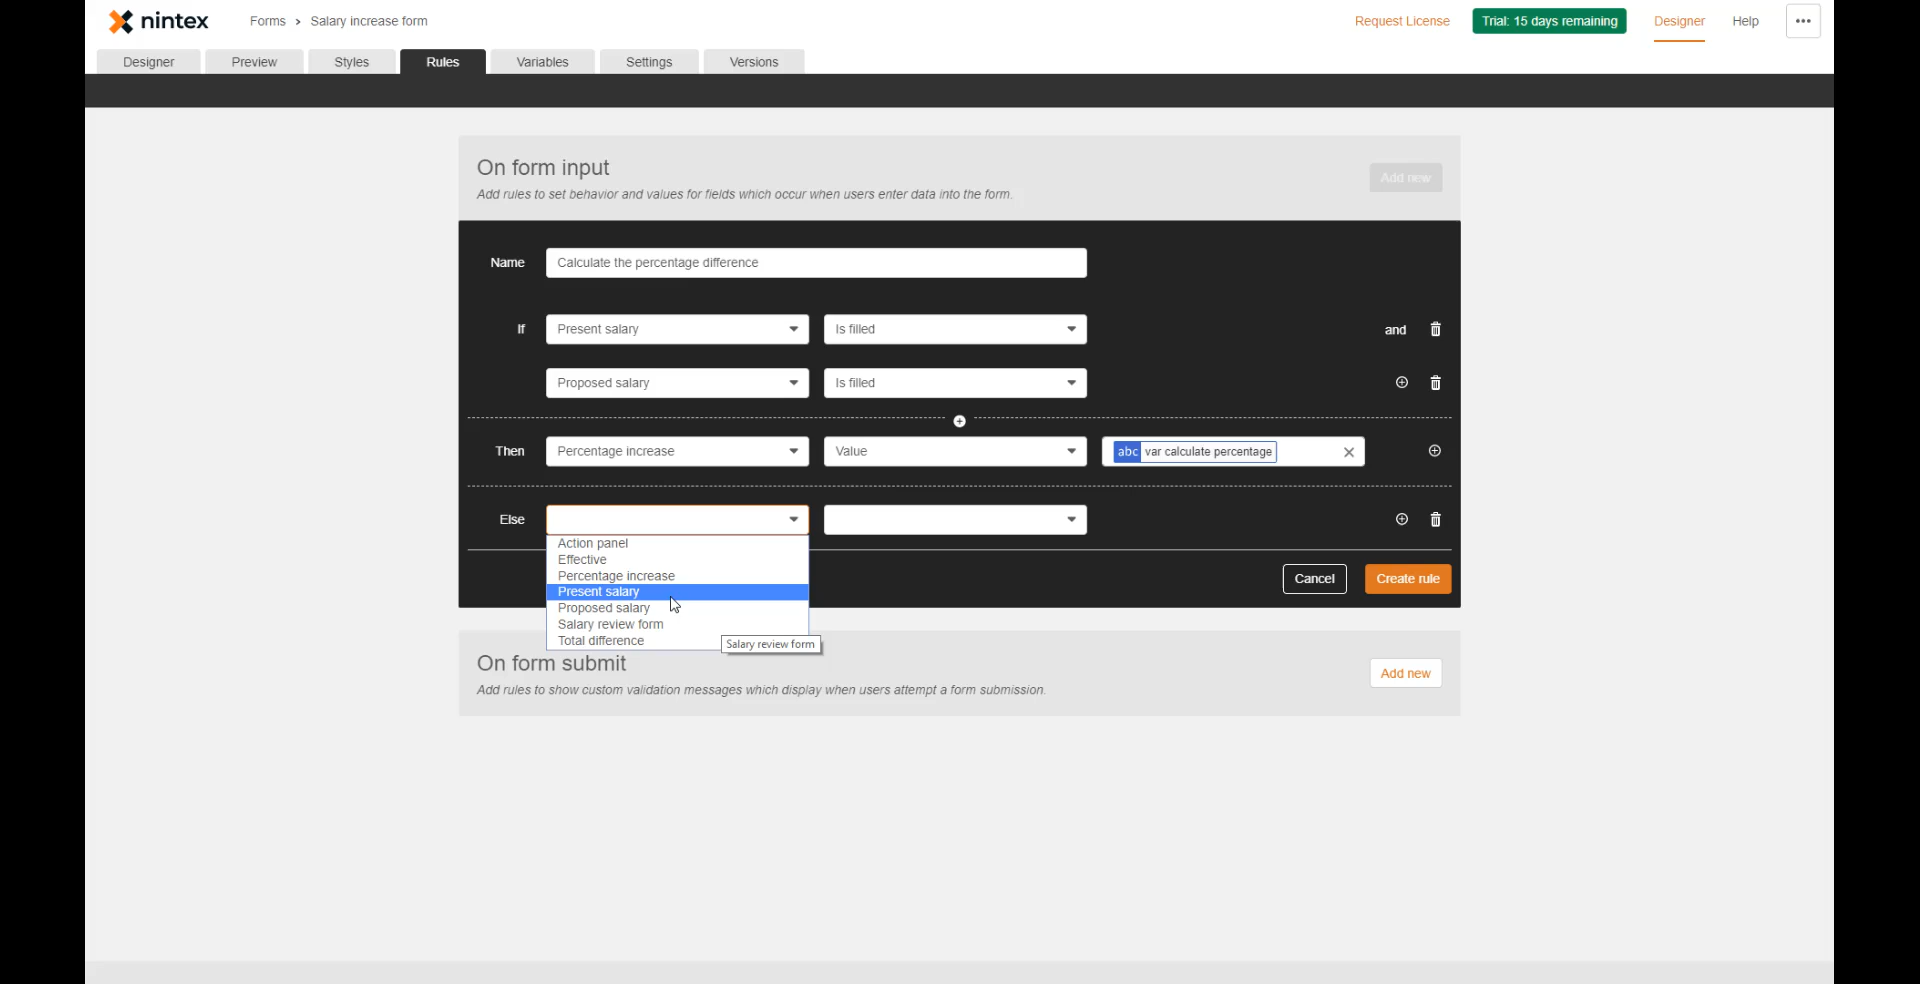 nintex
Forms > Salary increase form
Request License
Trial: 15 days remaining
Designer
Help
Designer
Preview
Styles
Rules
Variables
Settings
Versions
On form input
Add rules to set behavior and values for fields which occur when users enter data into the form.
Add new
Name
Calculate the percentage difference
If
Present salary
Is filled
and
Proposed salary
Is filled
Then
Percentage increase
Value
abc var calculate percentage
Else
Action panel
Effective
Percentage increase
Present salary
Proposed salary
Salary review form
Total difference
Salary review form
Cancel
Create rule
On form submit
Add rules to show custom validation messages which display when users attempt a form submission.
Add new